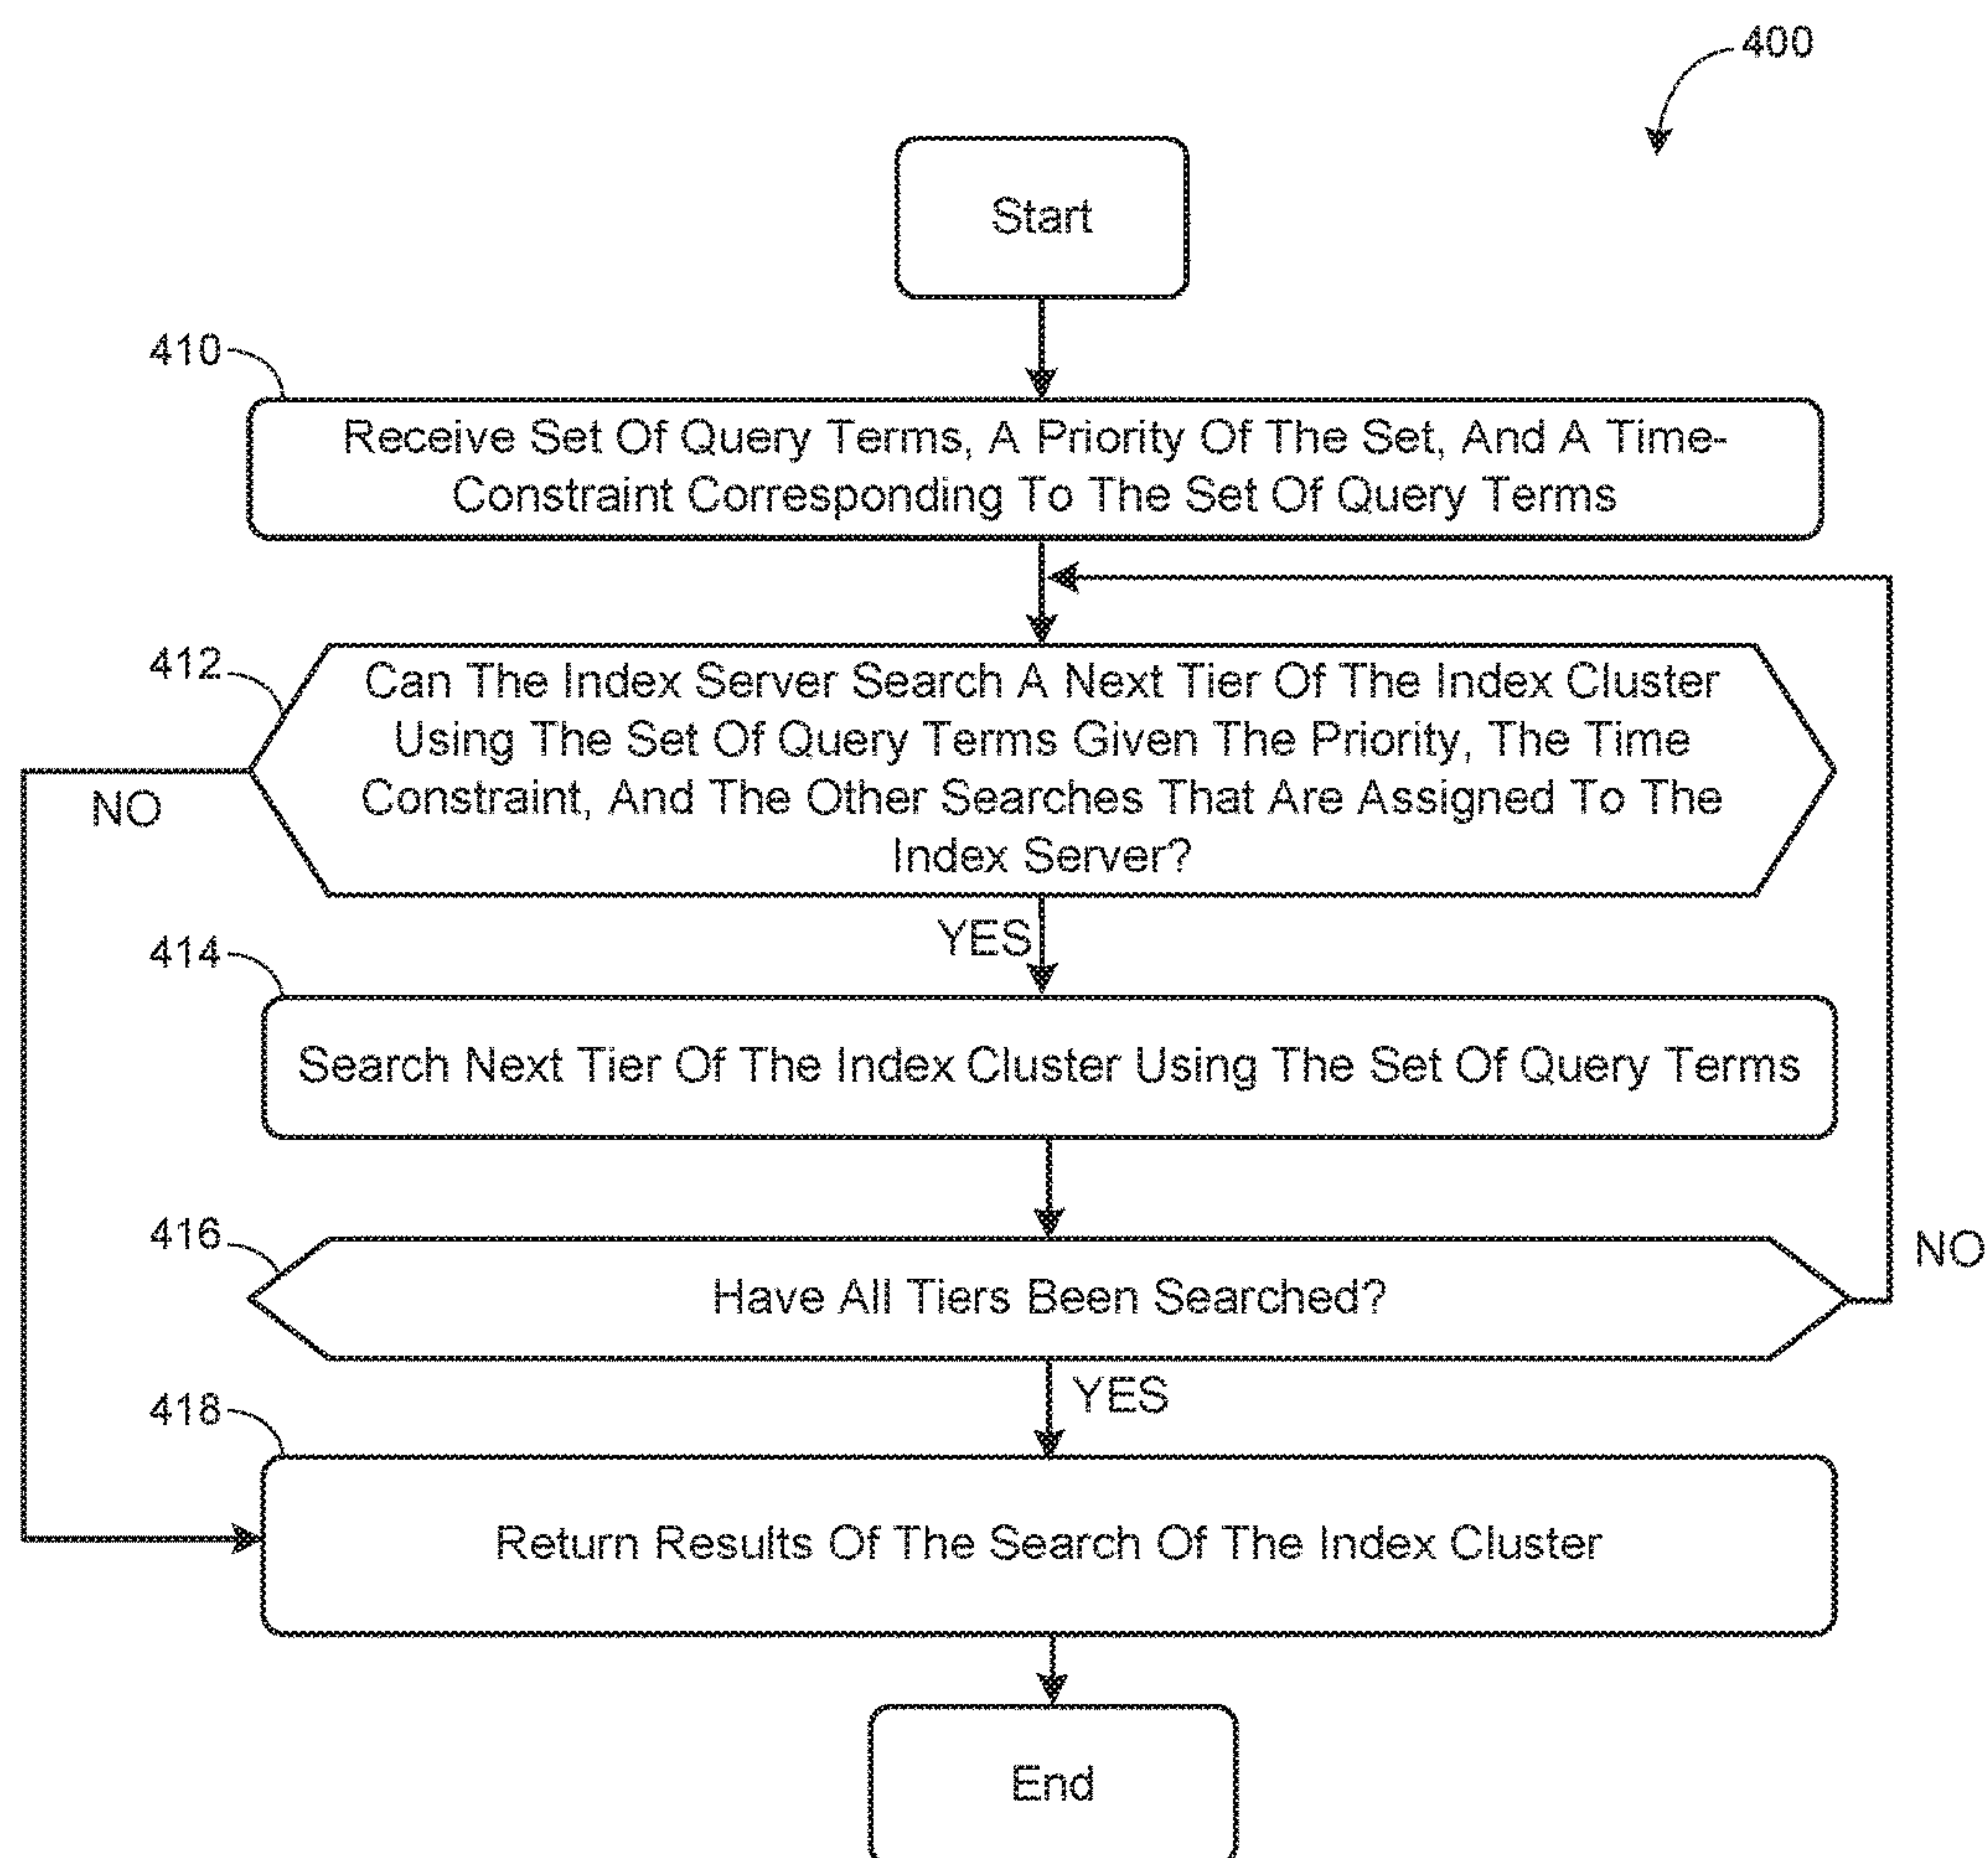 400
Start
410
Receive Set Of Query Terms, A Priority Of The Set, And A Time-
Constraint Corresponding To The Set Of Query Terms
412
Can The Index Server Search A Next Tier Of The Index Cluster
Using The Set Of Query Terms Given The Priority, The Time
Constraint, And The Other Searches That Are Assigned To The
Index Server?
NO
YES
414
Search Next Tier Of The Index Cluster Using The Set Of Query Terms
416
Have All Tiers Been Searched?
NO
YES
418
Return Results Of The Search Of The Index Cluster
End